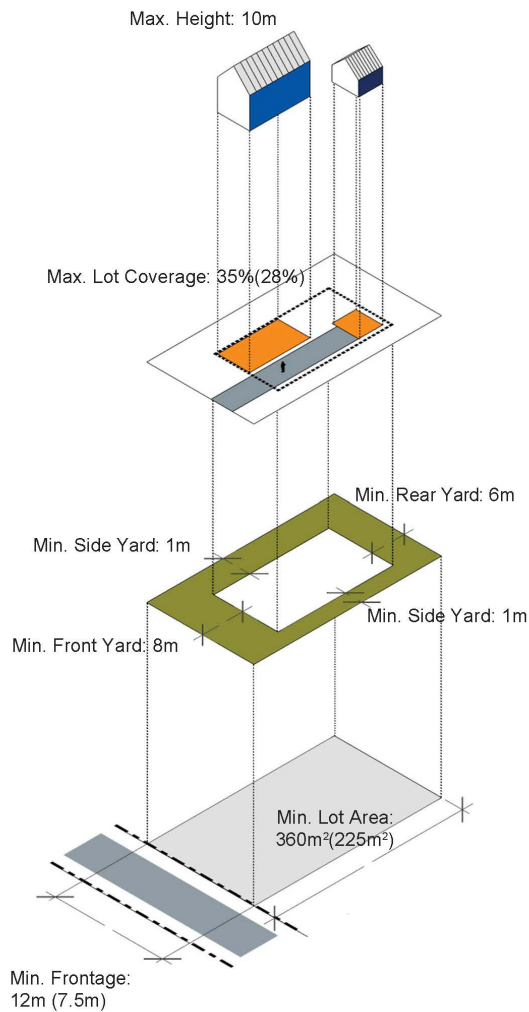 Max. Height: 10m
Max. Lot Coverage: 35%(28%)
Min. Rear Yard: 6m
Min. Side Yard: 1m
Min. Side Yard: 1m
Min. Front Yard: 8m
Min. Lot Area:
360m²(225m²)
Min. Frontage:
12m (7.5m)